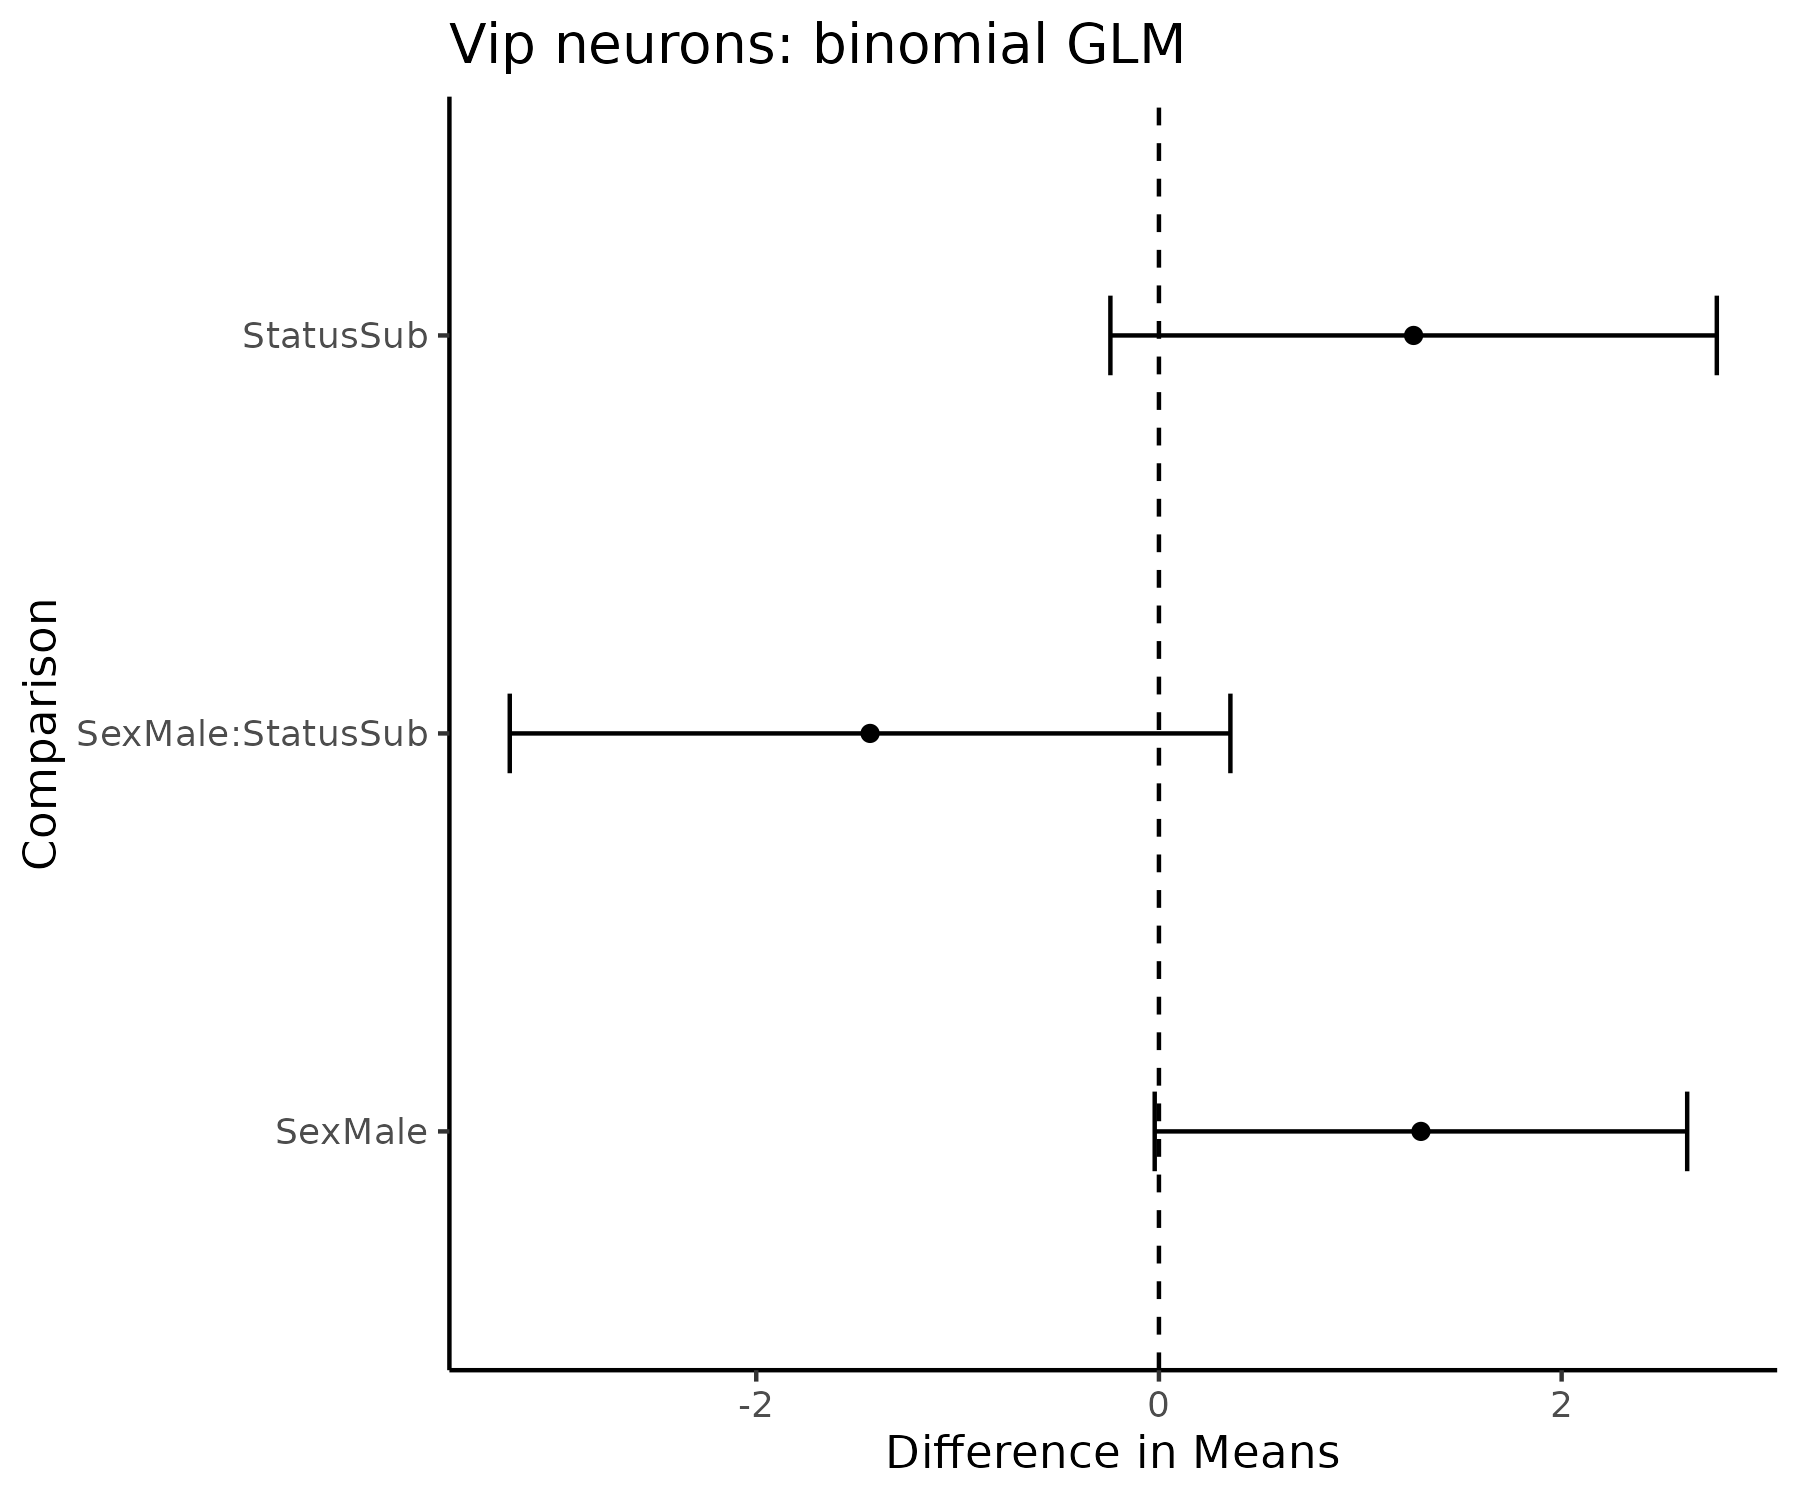 Vip neurons: binomial GLM
Comparison
StatusSub
SexMale:StatusSub
SexMale
-2 0 2
Difference in Means